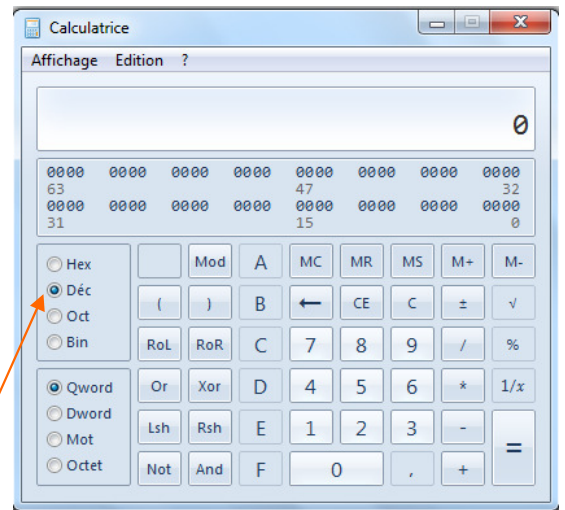 Calculatrice
Affichage Edition ?
0
0000 0000 0000 0000 0000 0000 0000 0000
63 47 32
0000 0000 0000 0000 0000 0000 0000 0000
31 15 0
Hex Mod A MC MR MS M+ M-
Déc ( ) B ← CE C ± √
Oct
Bin RoL RoR C 7 8 9 / %
Qword Or Xor D 4 5 6 * 1/x
Dword Lsh Rsh E 1 2 3 - =
Mot
Octet Not And F 0 , +